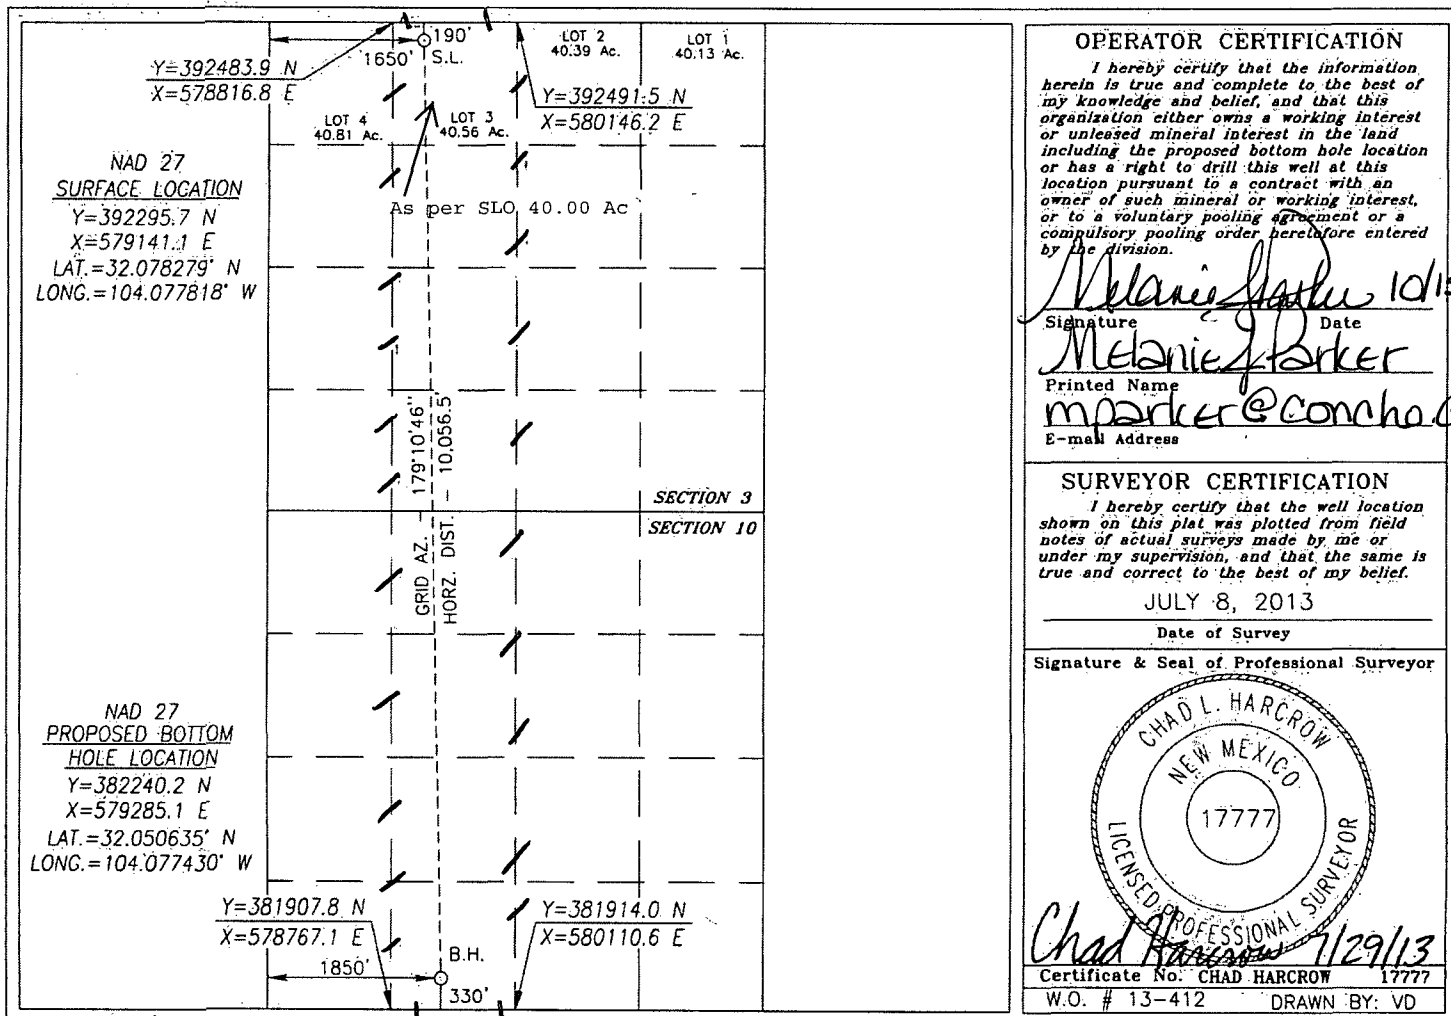 190'
1650'
S.L.
LOT 2
40.39 Ac.
LOT 1
40.13 Ac.
Y=392483.9 N
X=578816.8 E
Y=392491.5 N
X=580146.2 E
LOT 4
40.81 Ac.
LOT 3
40.56 Ac.
NAD 27
SURFACE LOCATION
Y=392295.7 N
X=579141.1 E
LAT.=32.078279° N
LONG.=104.077818° W
As per SLO 40.00 Ac
GRID AZ. - 179°10'46"
HORZ. DIST. - 10,056.5'
SECTION 3
SECTION 10
NAD 27
PROPOSED BOTTOM
HOLE LOCATION
Y=382240.2 N
X=579285.1 E
LAT.=32.050635° N
LONG.=104.077430° W
Y=381907.8 N
X=578767.1 E
Y=381914.0 N
X=580110.6 E
B.H.
1850'
330'
OPERATOR CERTIFICATION
I hereby certify that the information
herein is true and complete to the best of
my knowledge and belief, and that this
organization either owns a working interest
or unleased mineral interest in the land
including the proposed bottom hole location
or has a right to drill this well at this
location pursuant to a contract with an
owner of such mineral or working interest,
or to a voluntary pooling agreement or a
compulsory pooling order heretofore entered
by the division.
Melanie J Parker 10/15
Signature Date
Melanie J Parker
Printed Name
mparker@concho.c
E-mail Address
SURVEYOR CERTIFICATION
I hereby certify that the well location
shown on this plat was plotted from field
notes of actual surveys made by me or
under my supervision, and that the same is
true and correct to the best of my belief.
JULY 8, 2013
Date of Survey
Signature & Seal of Professional Surveyor
CHAD L. HARCROW
NEW MEXICO
17777
LICENSED PROFESSIONAL SURVEYOR
Chad Harcrow 7/29/13
Certificate No. CHAD HARCROW 17777
W.O. # 13-412 DRAWN BY: VD